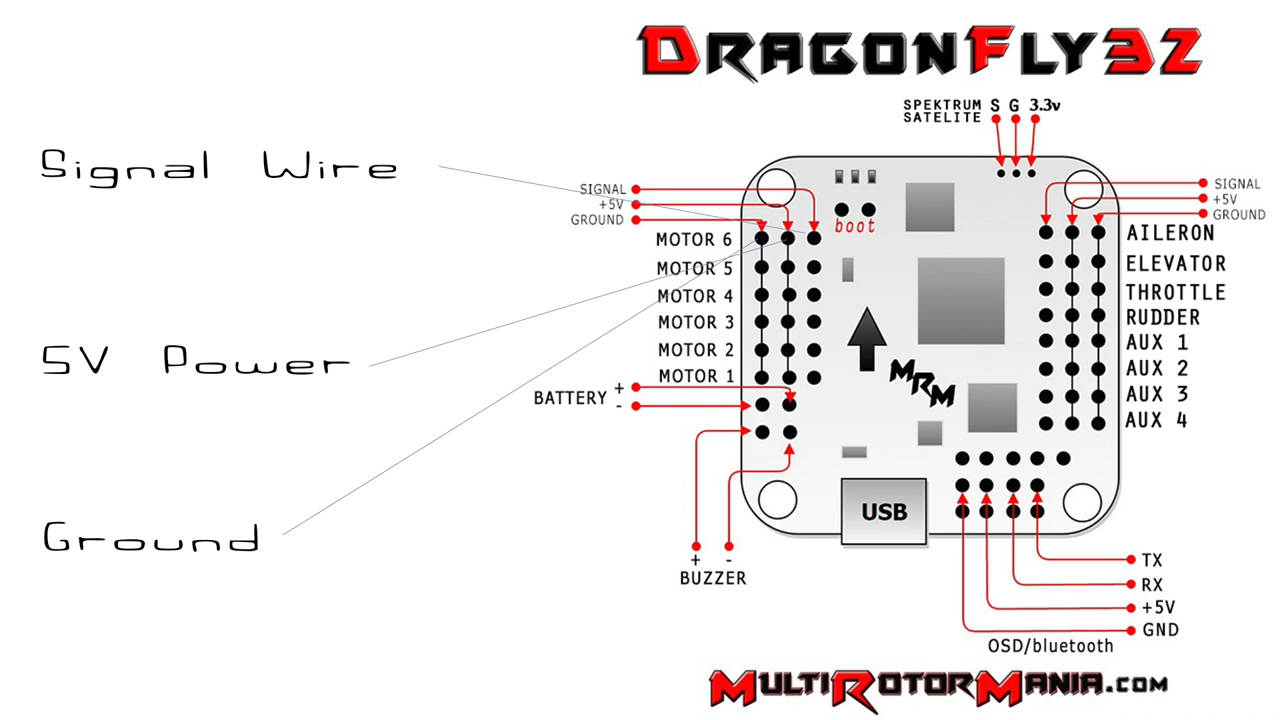 DRAGONFLY32
SPEKTRUM S G 3.3v
SATELITE
Signal Wire
SIGNAL
+5V
GROUND
SIGNAL
+5V
GROUND
boot
MOTOR 6
MOTOR 5
MOTOR 4
MOTOR 3
MOTOR 2
MOTOR 1
AILERON
ELEVATOR
THROTTLE
RUDDER
AUX 1
AUX 2
AUX 3
AUX 4
5V Power
MRM
BATTERY + -
Ground
USB
+ -
BUZZER
TX
RX
+5V
GND
OSD/bluetooth
MULTIROTORMANIA.COM